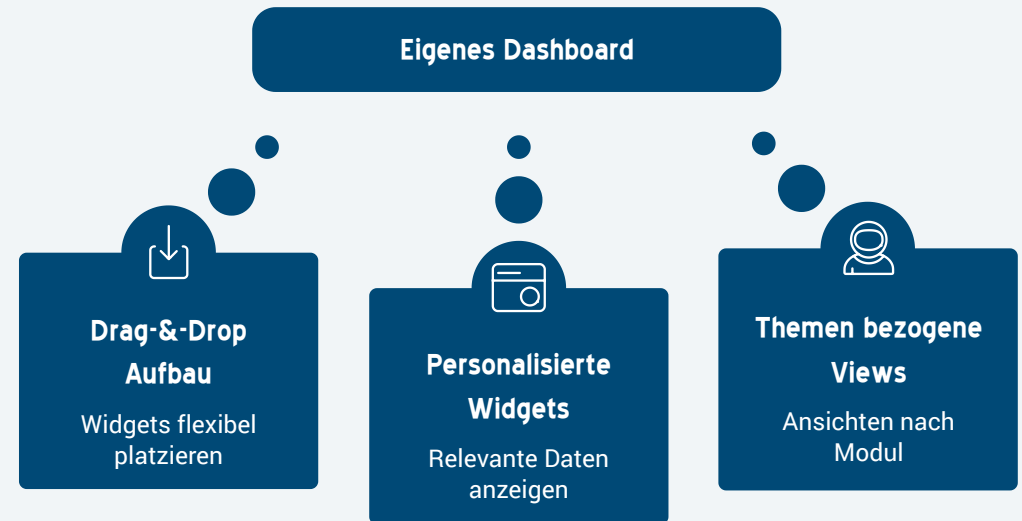 Eigenes Dashboard
Drag-&-Drop
Aufbau
Widgets flexibel
platzieren
Personalisierte
Widgets
Relevante Daten
anzeigen
Themen bezogene
Views
Ansichten nach
Modul